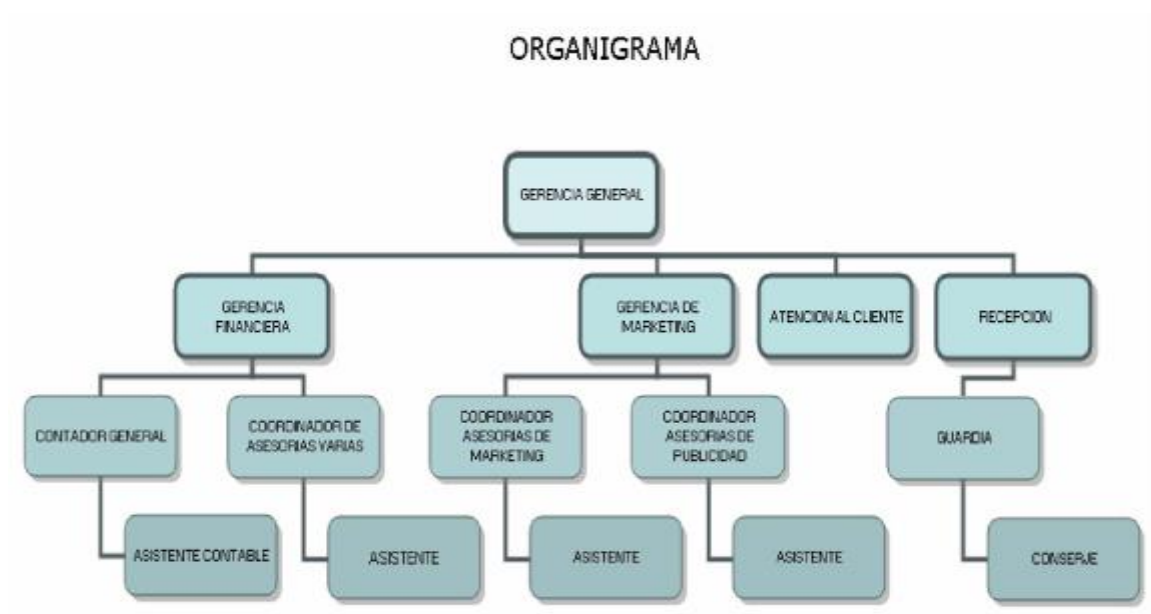 ORGANIGRAMA
GERENCIA GENERAL
GERENCIA
FINANCIERA
GERENCIA DE
MARKETING
ATENCION AL CLIENTE
RECEPCION
CONTADOR GENERAL
COORDINADOR DE
ASESORIAS VARIAS
COORDINADOR
ASESORIAS DE
MARKETING
COORDINADOR
ASESORIAS DE
PUBLICIDAD
GUARDIA
ASISTENTE CONTABLE
ASISTENTE
ASISTENTE
ASISTENTE
CONSERJE